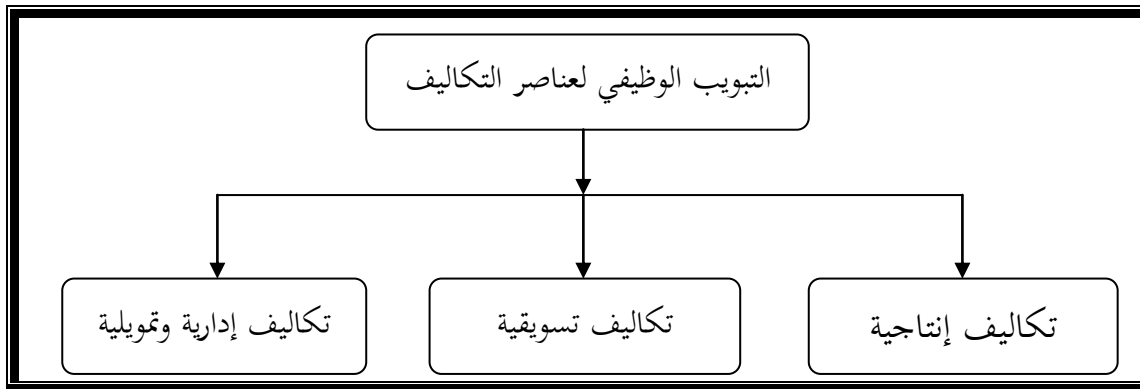 التبويب الوظيفي لعناصر التكاليف
تكاليف إنتاجية
تكاليف تسويقية
تكاليف إدارية وتمويلية